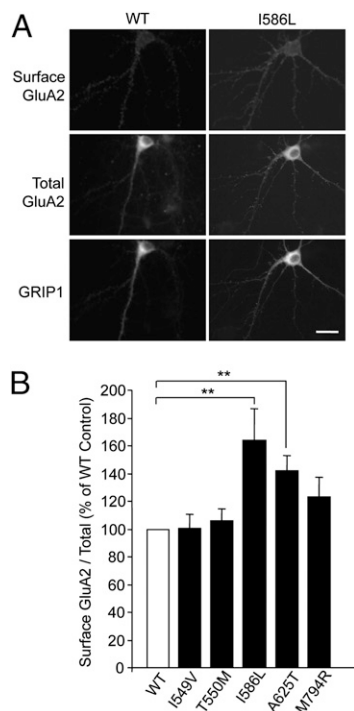 A
WT
I586L
Surface
GluA2
Total
GluA2
GRIP1
B
Surface GluA2 / Total (% of WT Control)
200
180
160
140
120
100
80
60
40
20
0
**
**
WT
I549V
T550M
I586L
A625T
M794R